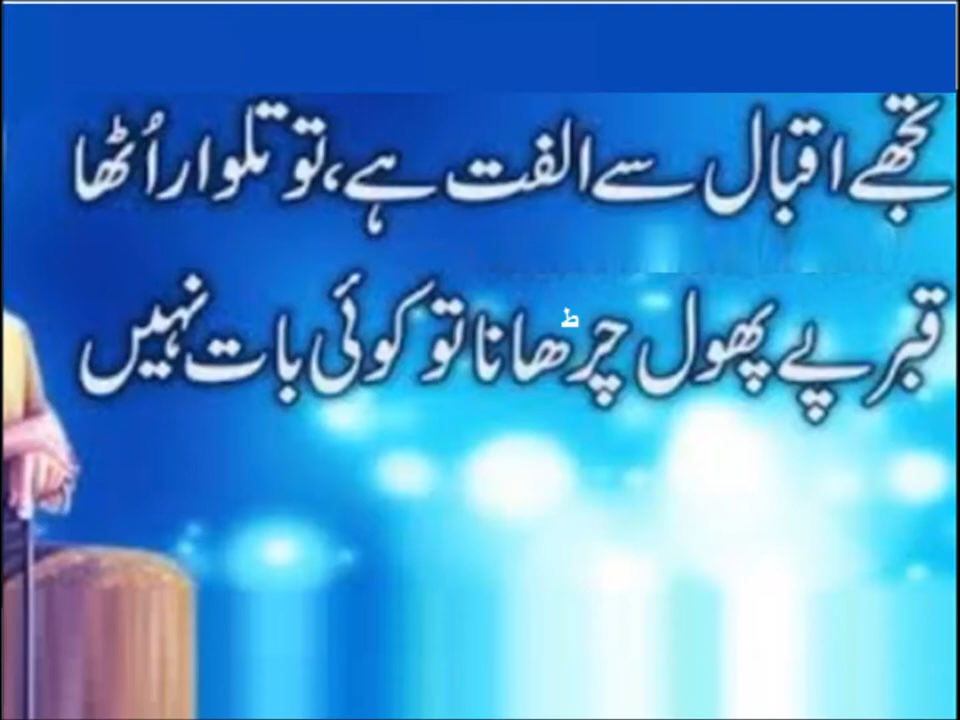 تجھے اقبال سے الفت ہے، تو تلوار اُٹھا
قبر پے پھول چڑھانا تو کوئی بات نہیں